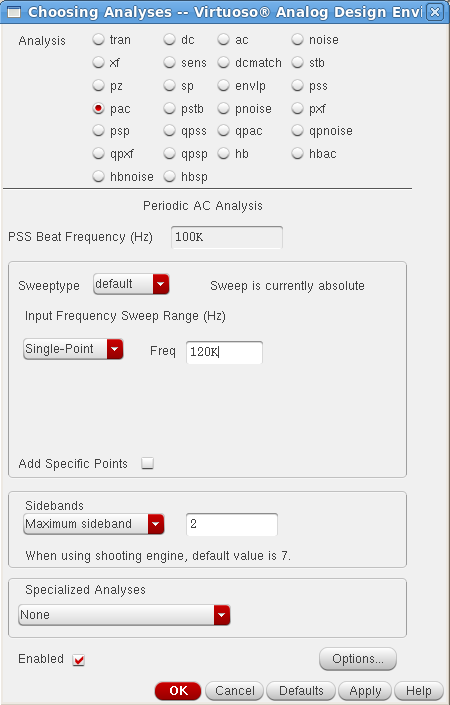 Choosing Analyses -- Virtuoso® Analog Design Envi
Analysis tran dc ac noise
xf sens dcmatch stb
pz sp envlp pss
pac pstb pnoise pxf
psp qpss qpac qpnoise
qpxf qpsp hb hbac
hbnoise hbsp
Periodic AC Analysis
PSS Beat Frequency (Hz) 100K
Sweeptype default Sweep is currently absolute
Input Frequency Sweep Range (Hz)
Single-Point Freq 120K
Add Specific Points
Sidebands
Maximum sideband 2
When using shooting engine, default value is 7.
Specialized Analyses
None
Enabled Options...
OK Cancel Defaults Apply Help